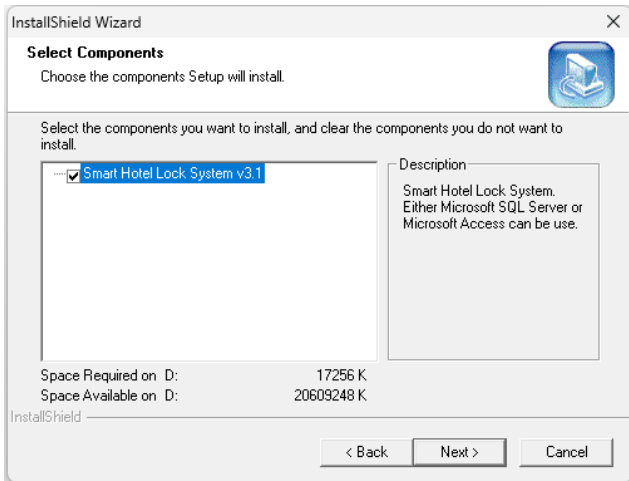 InstallShield Wizard
Select Components
Choose the components Setup will install.
Select the components you want to install, and clear the components you do not want to
install.
Smart Hotel Lock System v3.1
Description
Smart Hotel Lock System.
Either Microsoft SQL Server or
Microsoft Access can be use.
Space Required on D: 17256 K
Space Available on D: 20609248 K
InstallShield
< Back Next > Cancel